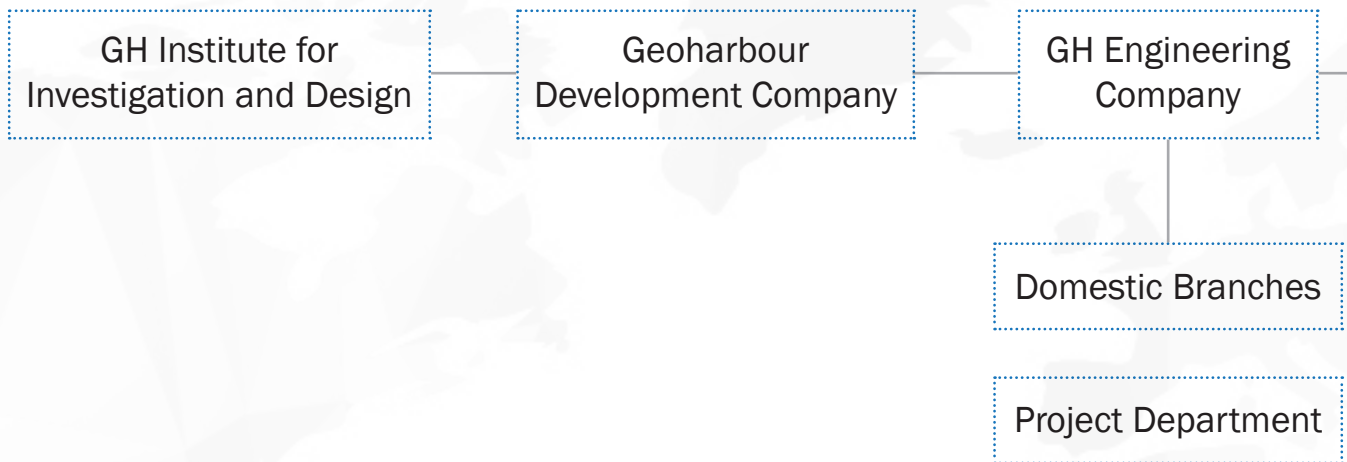 GH Institute for
Investigation and Design
Geoharbour
Development Company
GH Engineering
Company
Domestic Branches
Project Department